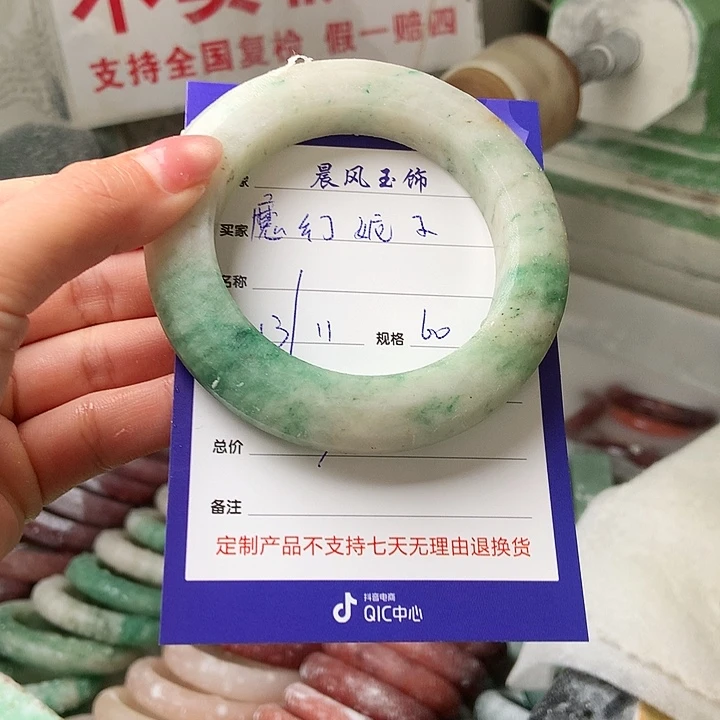 支持全国复检 假一赔四
家 晨风玉饰
买家 魔幻妮子
名称
13/11 规格 60
总价
备注
定制产品不支持七天无理由退换货
抖音电商
QIC中心